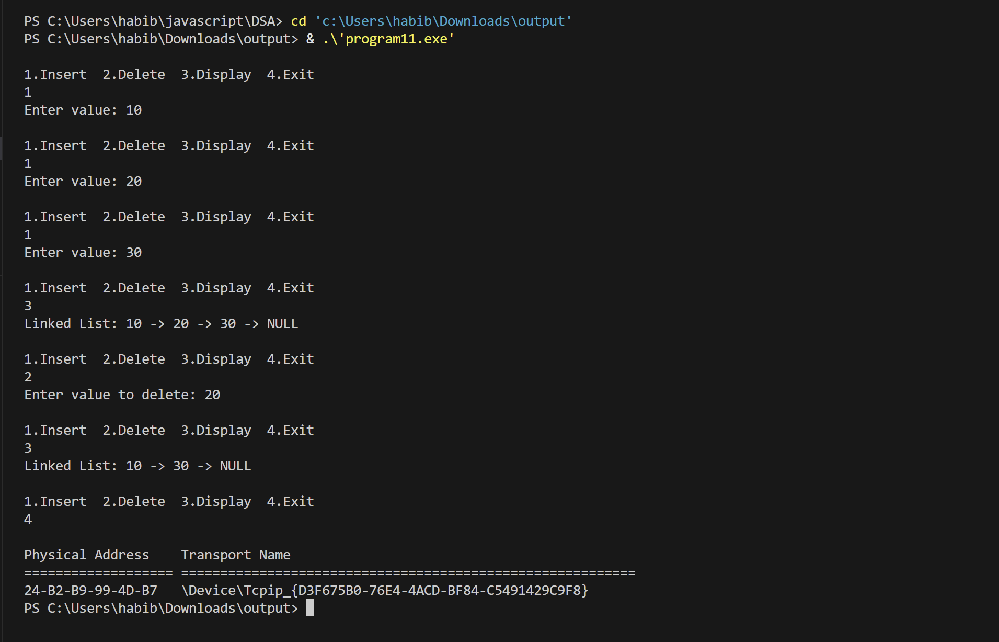 PS C:\Users\habib\javascript\DSA> cd 'c:\Users\habib\Downloads\output'
PS C:\Users\habib\Downloads\output> & .\'program11.exe'
1.Insert  2.Delete  3.Display  4.Exit
1
Enter value: 10
1.Insert  2.Delete  3.Display  4.Exit
1
Enter value: 20
1.Insert  2.Delete  3.Display  4.Exit
1
Enter value: 30
1.Insert  2.Delete  3.Display  4.Exit
3
Linked List: 10 -> 20 -> 30 -> NULL
1.Insert  2.Delete  3.Display  4.Exit
2
Enter value to delete: 20
1.Insert  2.Delete  3.Display  4.Exit
3
Linked List: 10 -> 30 -> NULL
1.Insert  2.Delete  3.Display  4.Exit
4
Physical Address    Transport Name
=================== ==========================================================
24-B2-B9-99-4D-B7   \Device\Tcpip_{D3F675B0-76E4-4ACD-BF84-C5491429C9F8}
PS C:\Users\habib\Downloads\output>